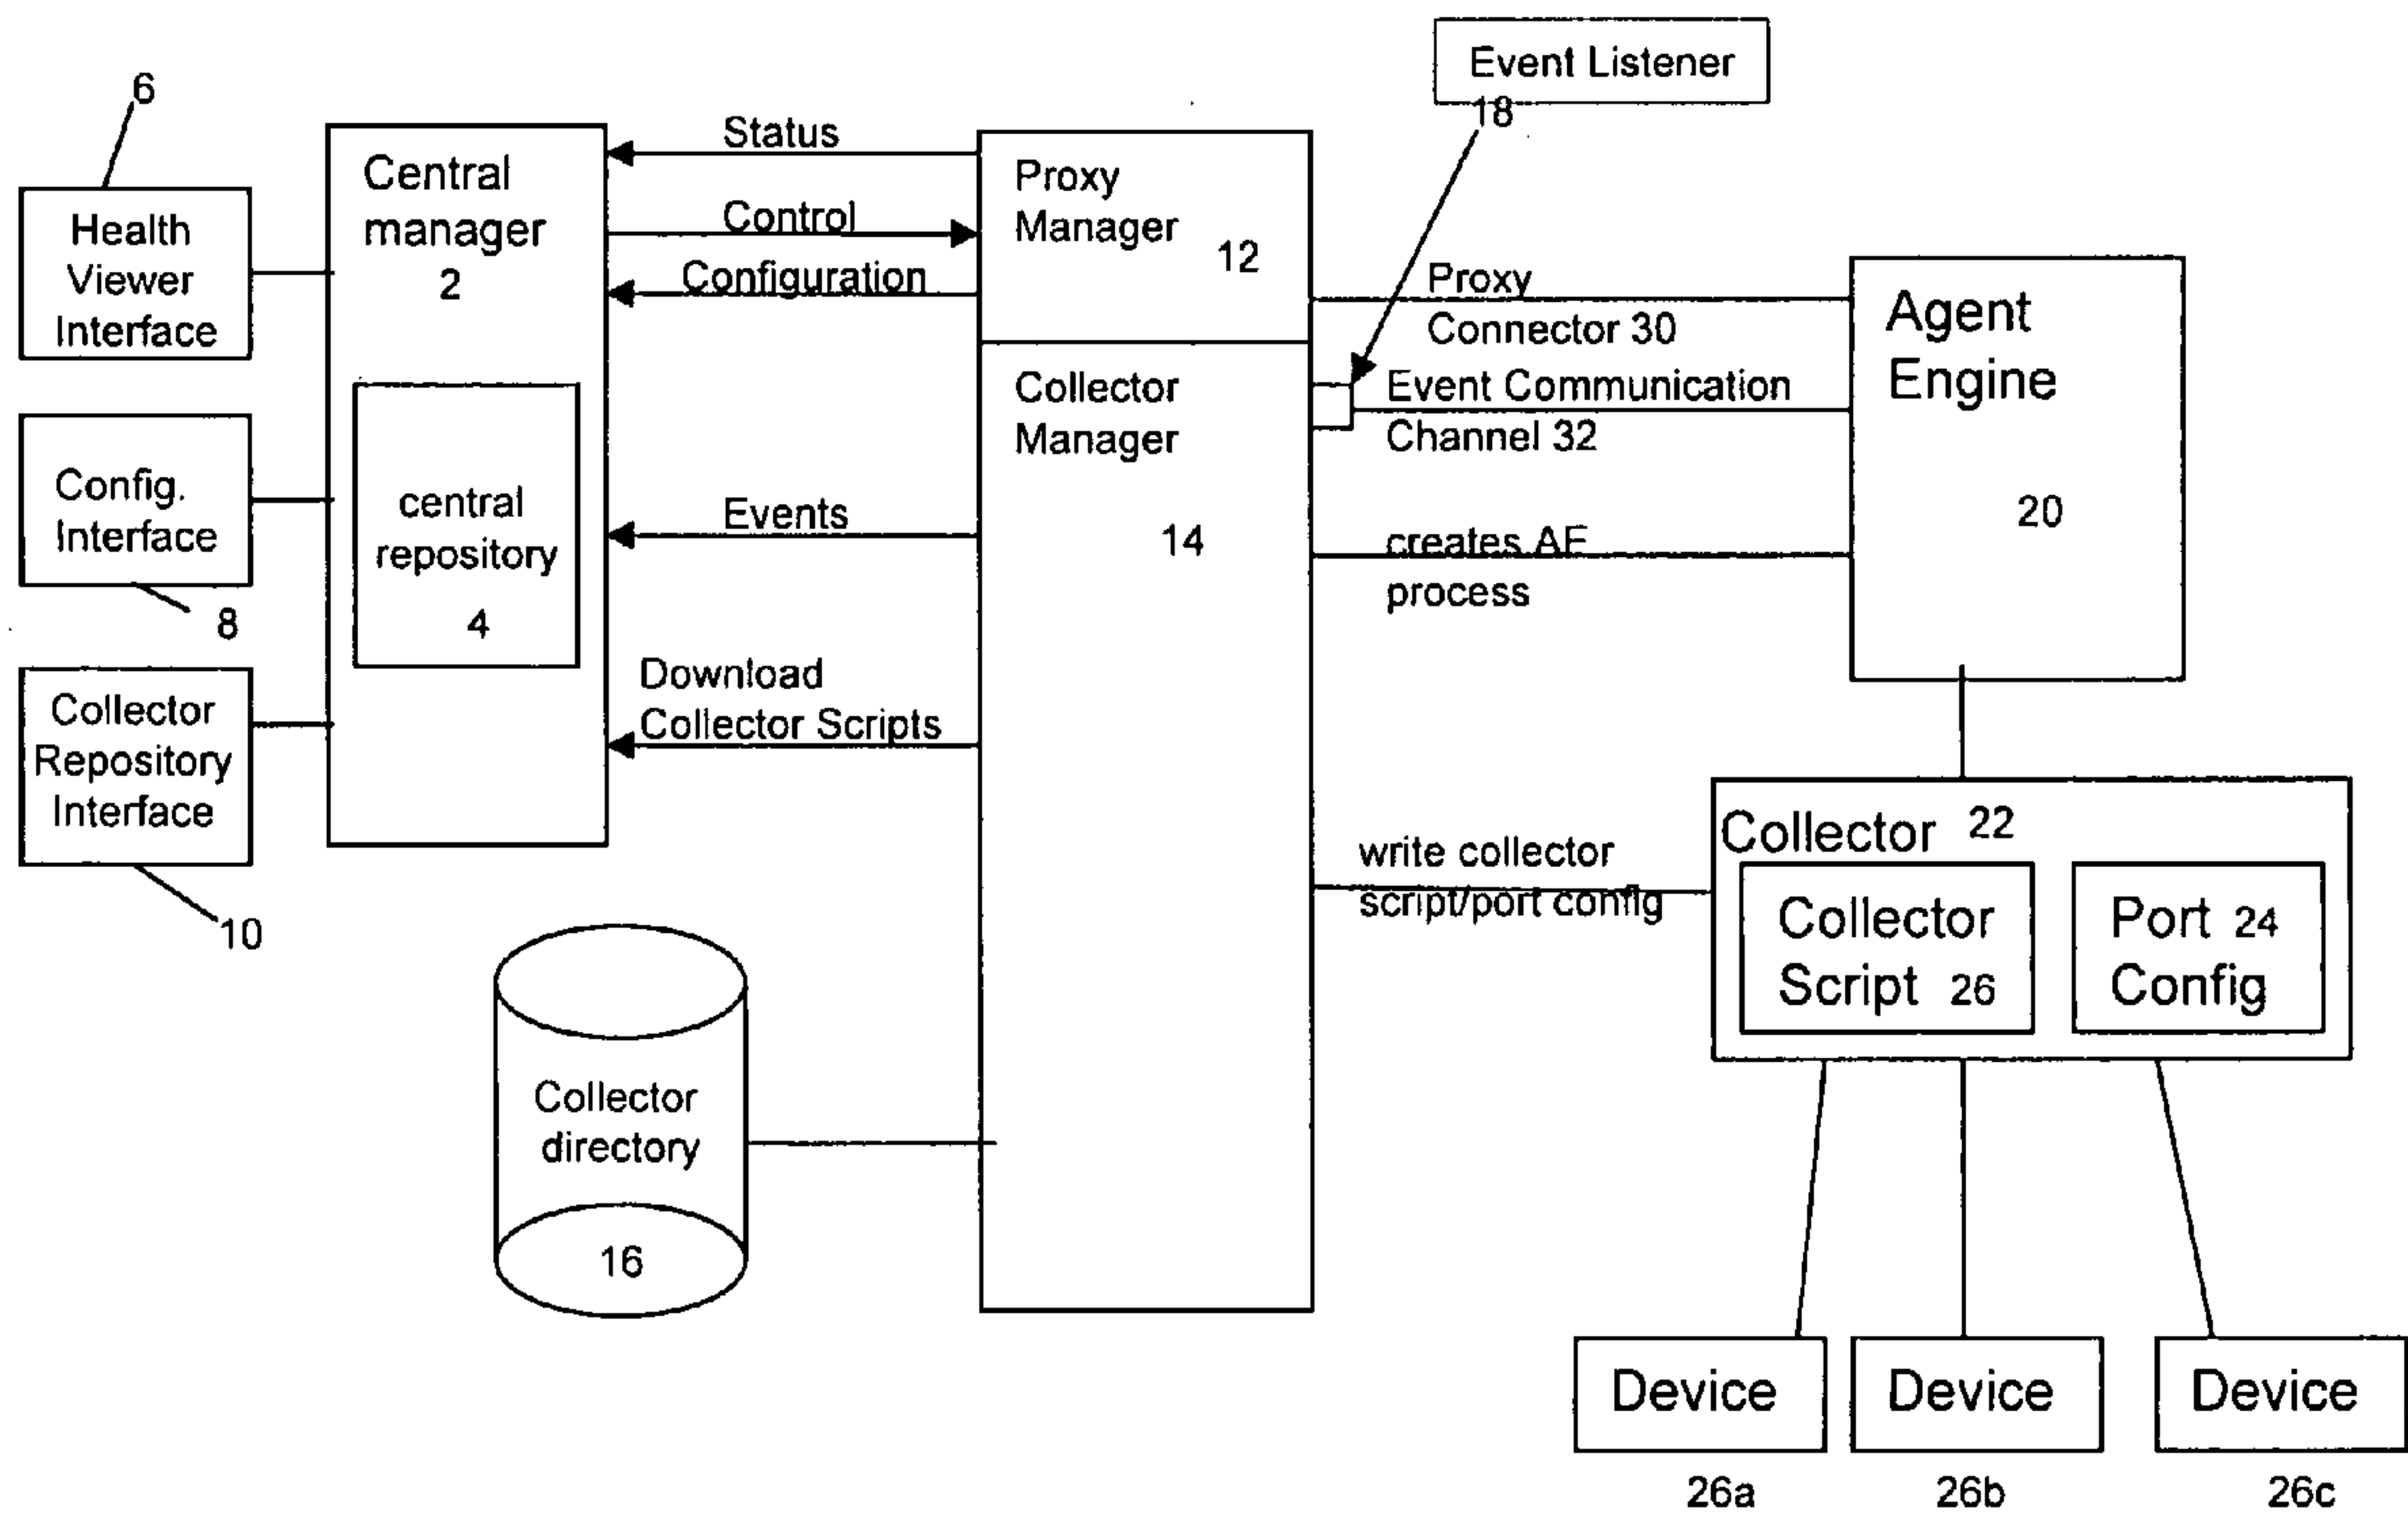 Event Listener
18
6
Health
Viewer
Interface
Config.
Interface
8
Collector
Repository
Interface
10
Central
manager
2
central
repository
4
Status
Control
Configuration
Events
Download
Collector Scripts
Proxy
Manager
12
Collector
Manager
14
Collector
directory
16
Proxy
Connector 30
Event Communication
Channel 32
creates AE
process
write collector
script/port config
Agent
Engine
20
Collector 22
Collector
Script 26
Port 24
Config
Device
Device
Device
26a
26b
26c